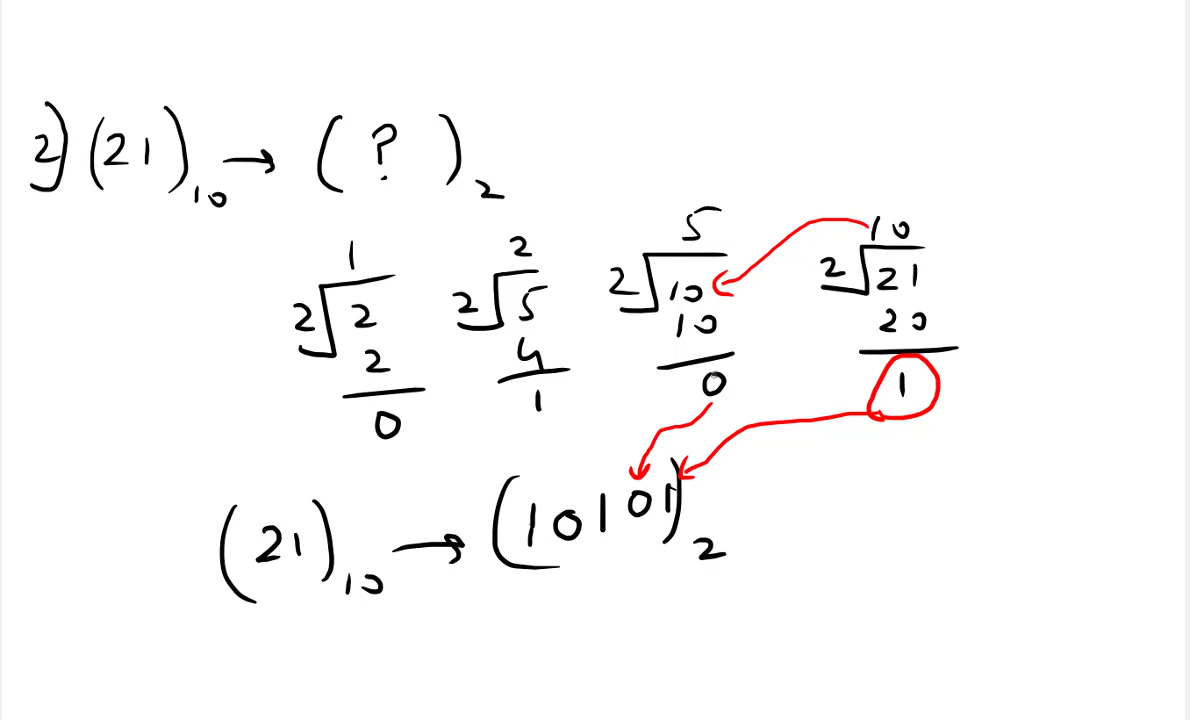 2) (21)₁₀ → ( ? )₂
1 2 5 10
2√2 2√5 2√10 2√21
2 4 10 20
0 1 0 1
(21)₁₀ → (10101)₂